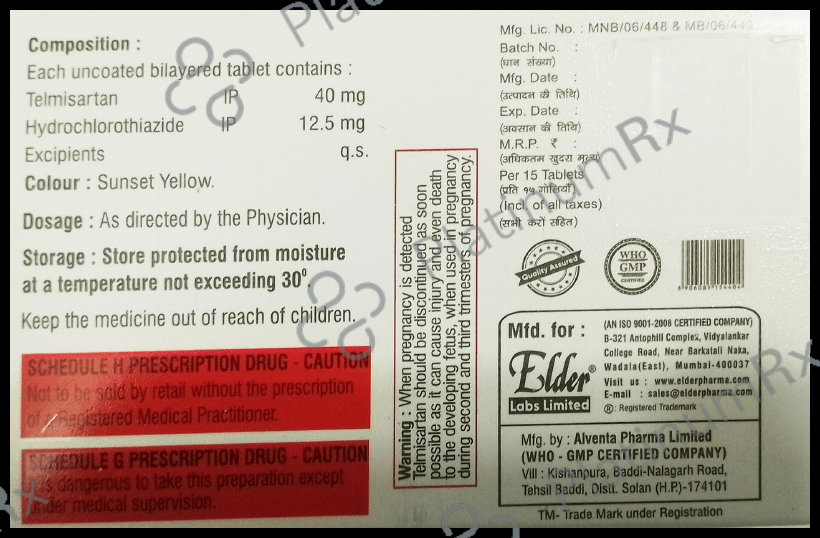 Composition :
Each uncoated bilayered tablet contains :
Telmisartan IP 40 mg
Hydrochlorothiazide IP 12.5 mg
Excipients q.s.
Colour : Sunset Yellow.
Dosage : As directed by the Physician.
Storage : Store protected from moisture
at a temperature not exceeding 30⁰.
Keep the medicine out of reach of children.
SCHEDULE H PRESCRIPTION DRUG - CAUTION
Not to be sold by retail without the prescription
of a Registered Medical Practitioner.
SCHEDULE G PRESCRIPTION DRUG - CAUTION
It is dangerous to take this preparation except
under medical supervision.
Warning : When pregnancy is detected
Telmisartan should be discontinued as soon
possible as it can cause injury and even death
to the developing fetus, when used in pregnancy
during second and third trimesters of pregnancy.
Mfg. Lic. No. : MNB/06/448 & MB/06/449
Batch No. :
(घान संख्या)
Mfg. Date :
(उत्पादन की तिथि)
Exp. Date :
(अवसान की तिथि)
M.R.P. ₹ :
(अधिकतम खुदरा मूल्य)
Per 15 Tablets
(प्रति १५ गोलियाँ)
(Incl. of all taxes)
(सभी करों सहित)
Quality Assured
WHO
GMP
CERTIFIED
Mfd. for :
Elder®
Labs Limited
(AN ISO 9001-2008 CERTIFIED COMPANY)
B-321 Antophill Complex, Vidyalankar
College Road, Near Barkatali Naka,
Wadala(East), Mumbai-400037
Visit us : www.elderpharma.com
E-mail : sales@elderpharma.com
® : Registered Trademark
Mfg. by : Alventa Pharma Limited
(WHO - GMP CERTIFIED COMPANY)
Vill : Kishanpura, Baddi-Nalagarh Road,
Tehsil Baddi, Distt. Solan (H.P.)-174101
TM- Trade Mark under Registration
PlatinumRx